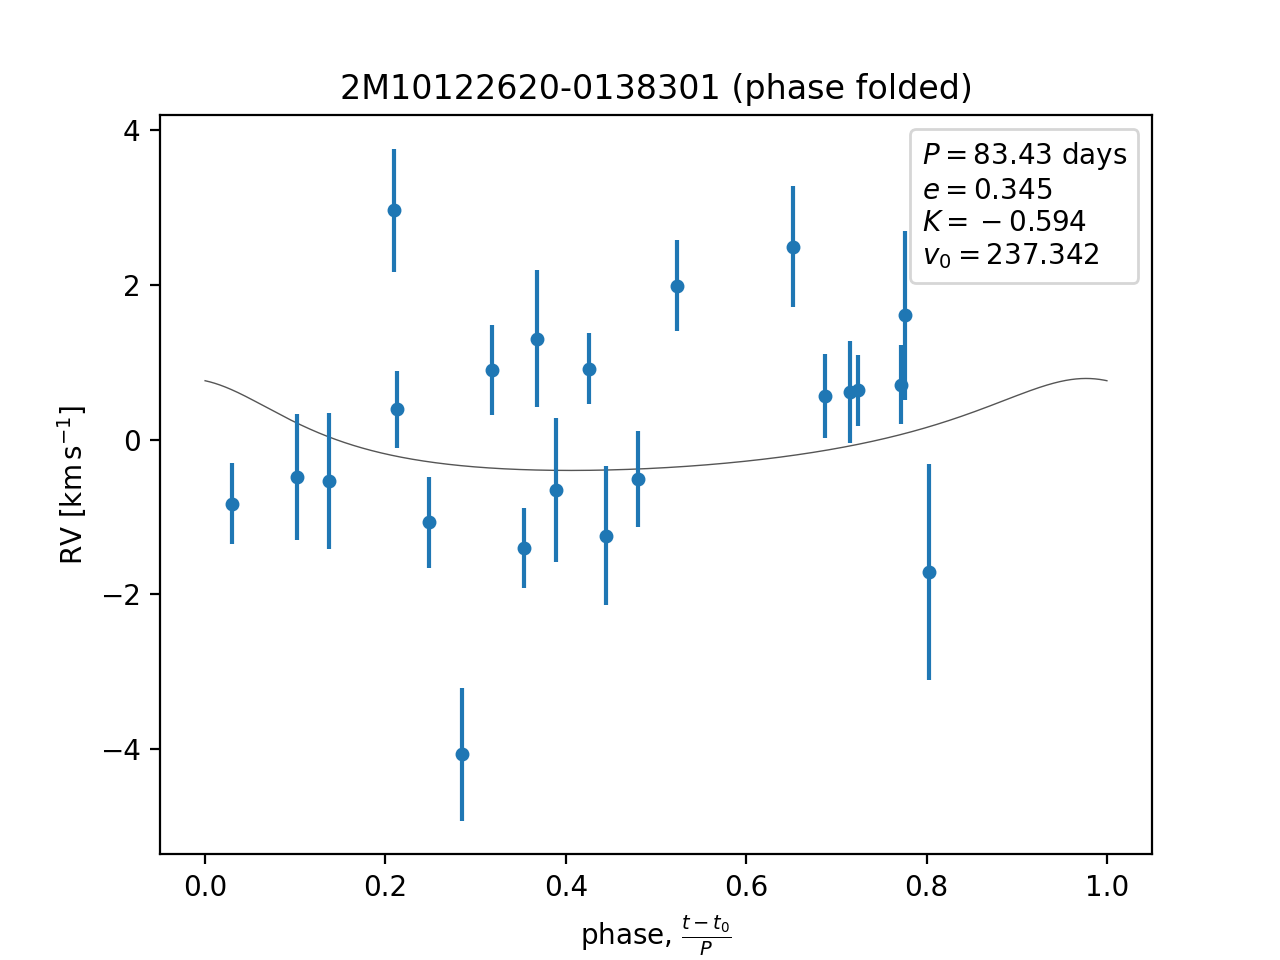 2M10122620-0138301 (phase folded)
P = 83.43 days
e = 0.345
K = −0.594
v₀ = 237.342
RV [km s⁻¹]
4
2
0
−2
−4
0.0 0.2 0.4 0.6 0.8 1.0
phase, (t − t₀)/P